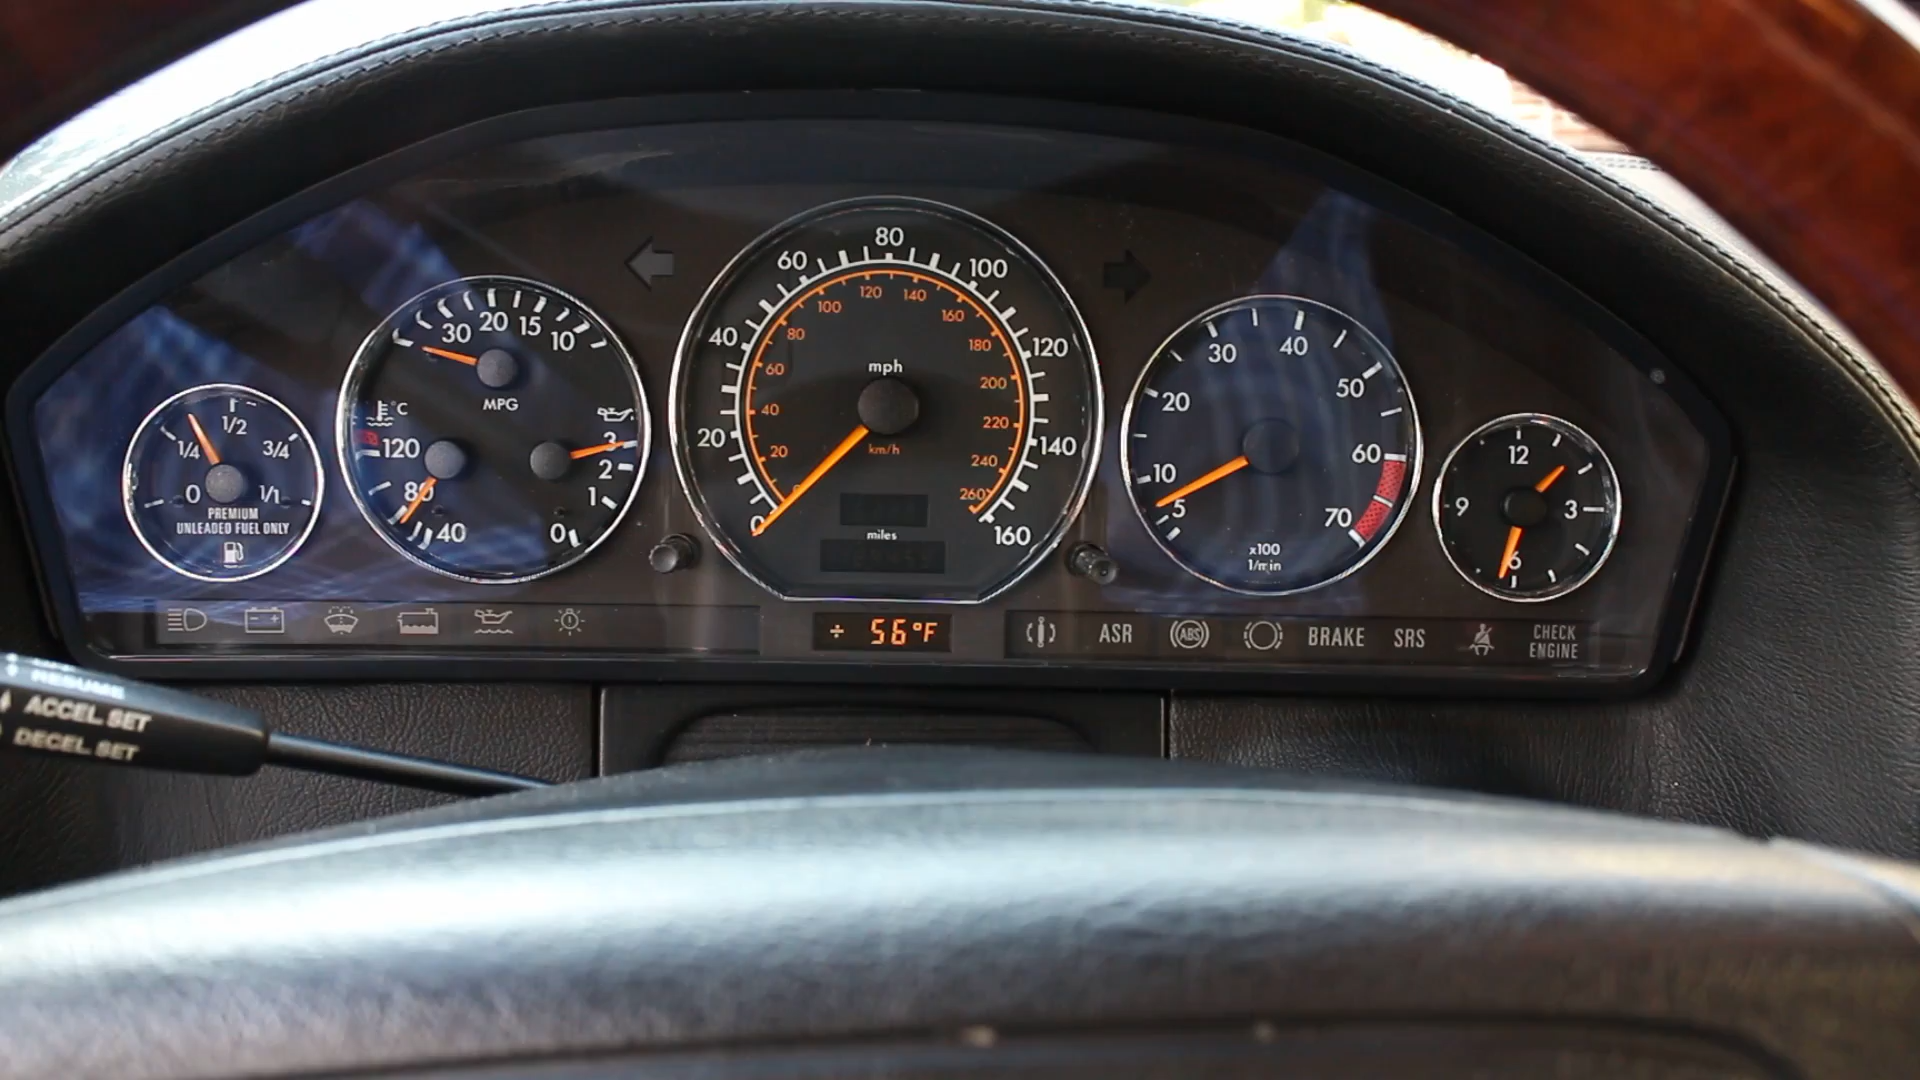 1/4
1/2
3/4
0
1/1
PREMIUM
UNLEADED FUEL ONLY
30 20 15 10
MPG
°C
120
80
40
3
2
1
0
0 20 40 60 80 100 120 140 160
20 40 60 80 100 120 140 160 180 200 220 240 260
mph
km/h
miles
5 10 20 30 40 50 60 70
x100
1/min
12
3
6
9
÷ 56°F
ASR
ABS
BRAKE
SRS
CHECK
ENGINE
RESUME
ACCEL SET
DECEL SET